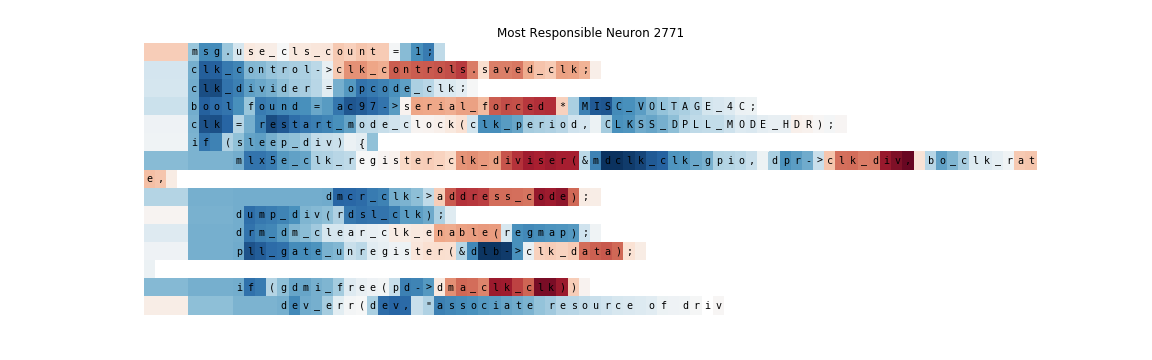 Most Responsible Neuron 2771
msg.use_cls_count = 1;
clk_control->clk_controls.saved_clk;
clk_divider = opcode_clk;
bool found = ac97->serial_forced * MISC_VOLTAGE_4C;
clk = restart_mode_clock(clk_period, CLKSS_DPLL_MODE_HDR);
if (sleep_div) {
mlx5e_clk_register_clk_diviser(&mdclk_clk_gpio, dpr->clk_div, bo_clk_rat
e,
dmcr_clk->address_code);
dump_div(rdsl_clk);
drm_dm_clear_clk_enable(regmap);
pll_gate_unregister(&dlb->clk_data);
if (gdmi_free(pd->dma_clk_clk))
dev_err(dev, "associate resource of driv